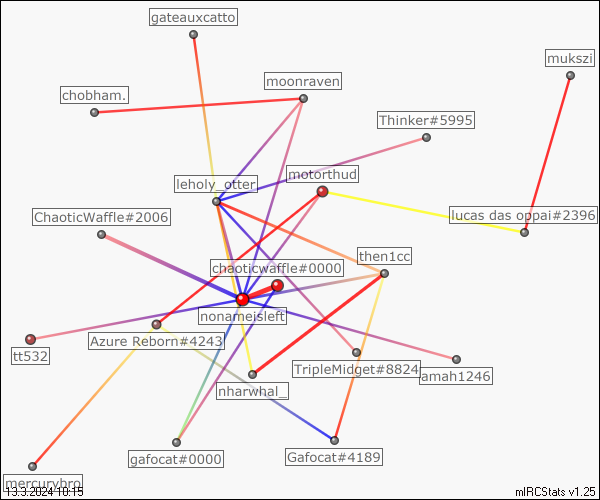 gateauxcatto
mukszi
moonraven
chobham.
Thinker#5995
motorthud
leholy_otter
ChaoticWaffle#2006
lucas das oppai#2396
then1cc
chaoticwaffle#0000
nonameisleft
Azure Reborn#4243
tt532
TripleMidget#8824
amah1246
nharwhal_
gafocat#0000
Gafocat#4189
mercurybro
13.3.2024 10:15
mIRCStats v1.25